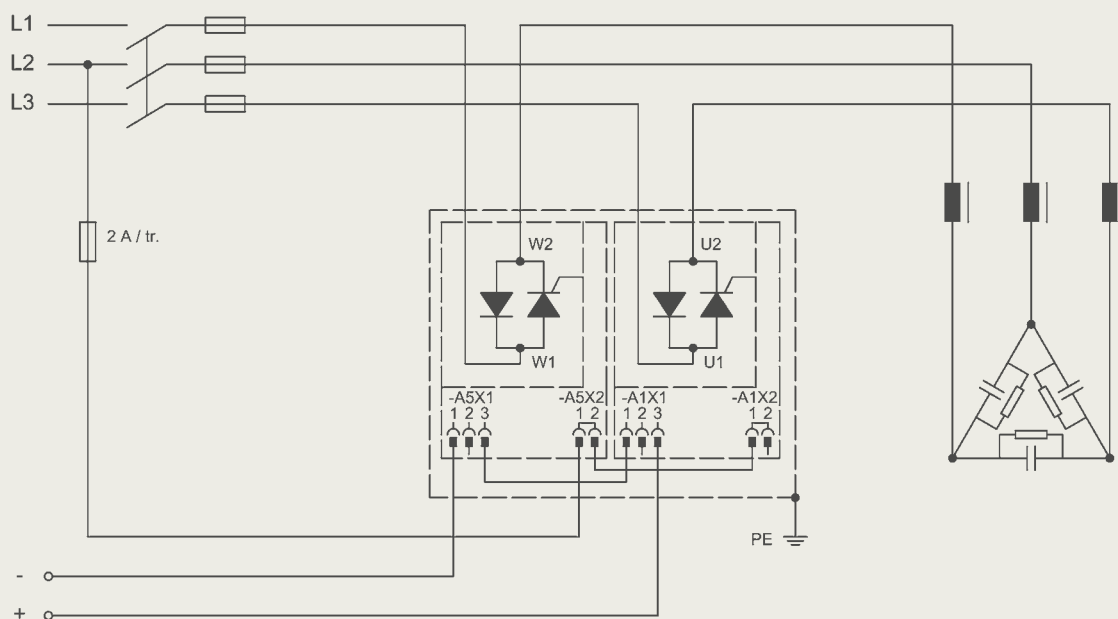 L1
L2
L3
2 A / tr.
W2
U2
W1
U1
-A5X1
-A5X2
-A1X1
-A1X2
1 2 3
1 2
1 2 3
1 2
PE
-
+